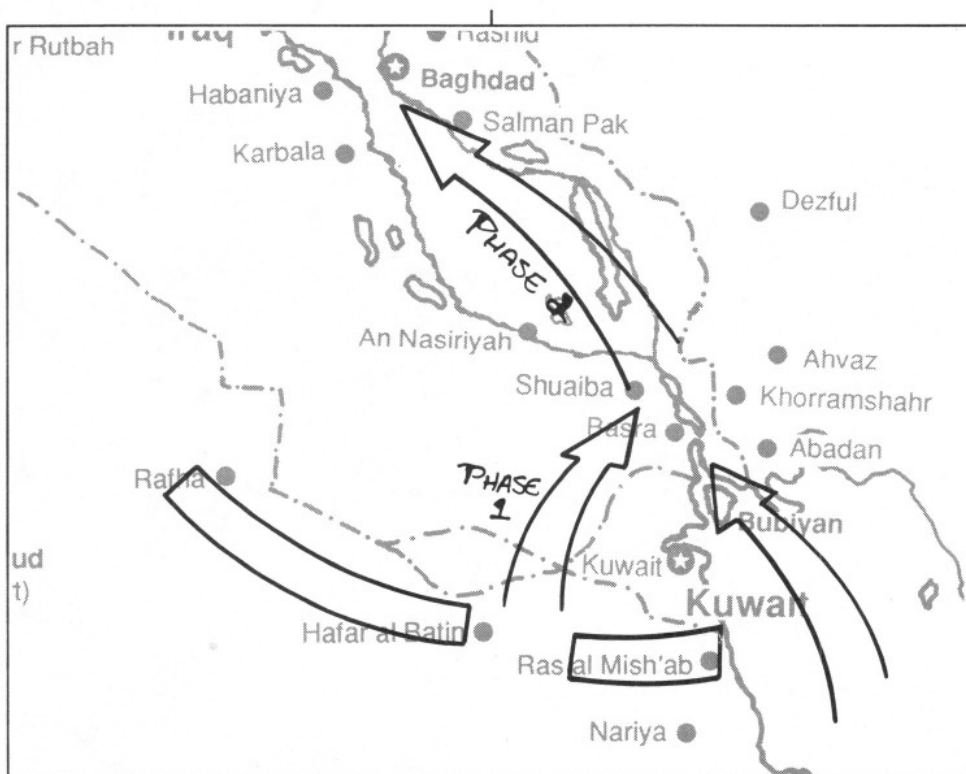 r Rutbah
Iraq
Rashid
Baghdad
Habaniya
Salman Pak
Karbala
Dezful
PHASE 2
An Nasiriyah
Ahvaz
Shuaiba
Khorramshahr
Basra
Abadan
Rafha
PHASE
1
Bubiyan
ud
t)
Kuwait
Kuwait
Hafar al Batin
Ras al Mish'ab
Nariya